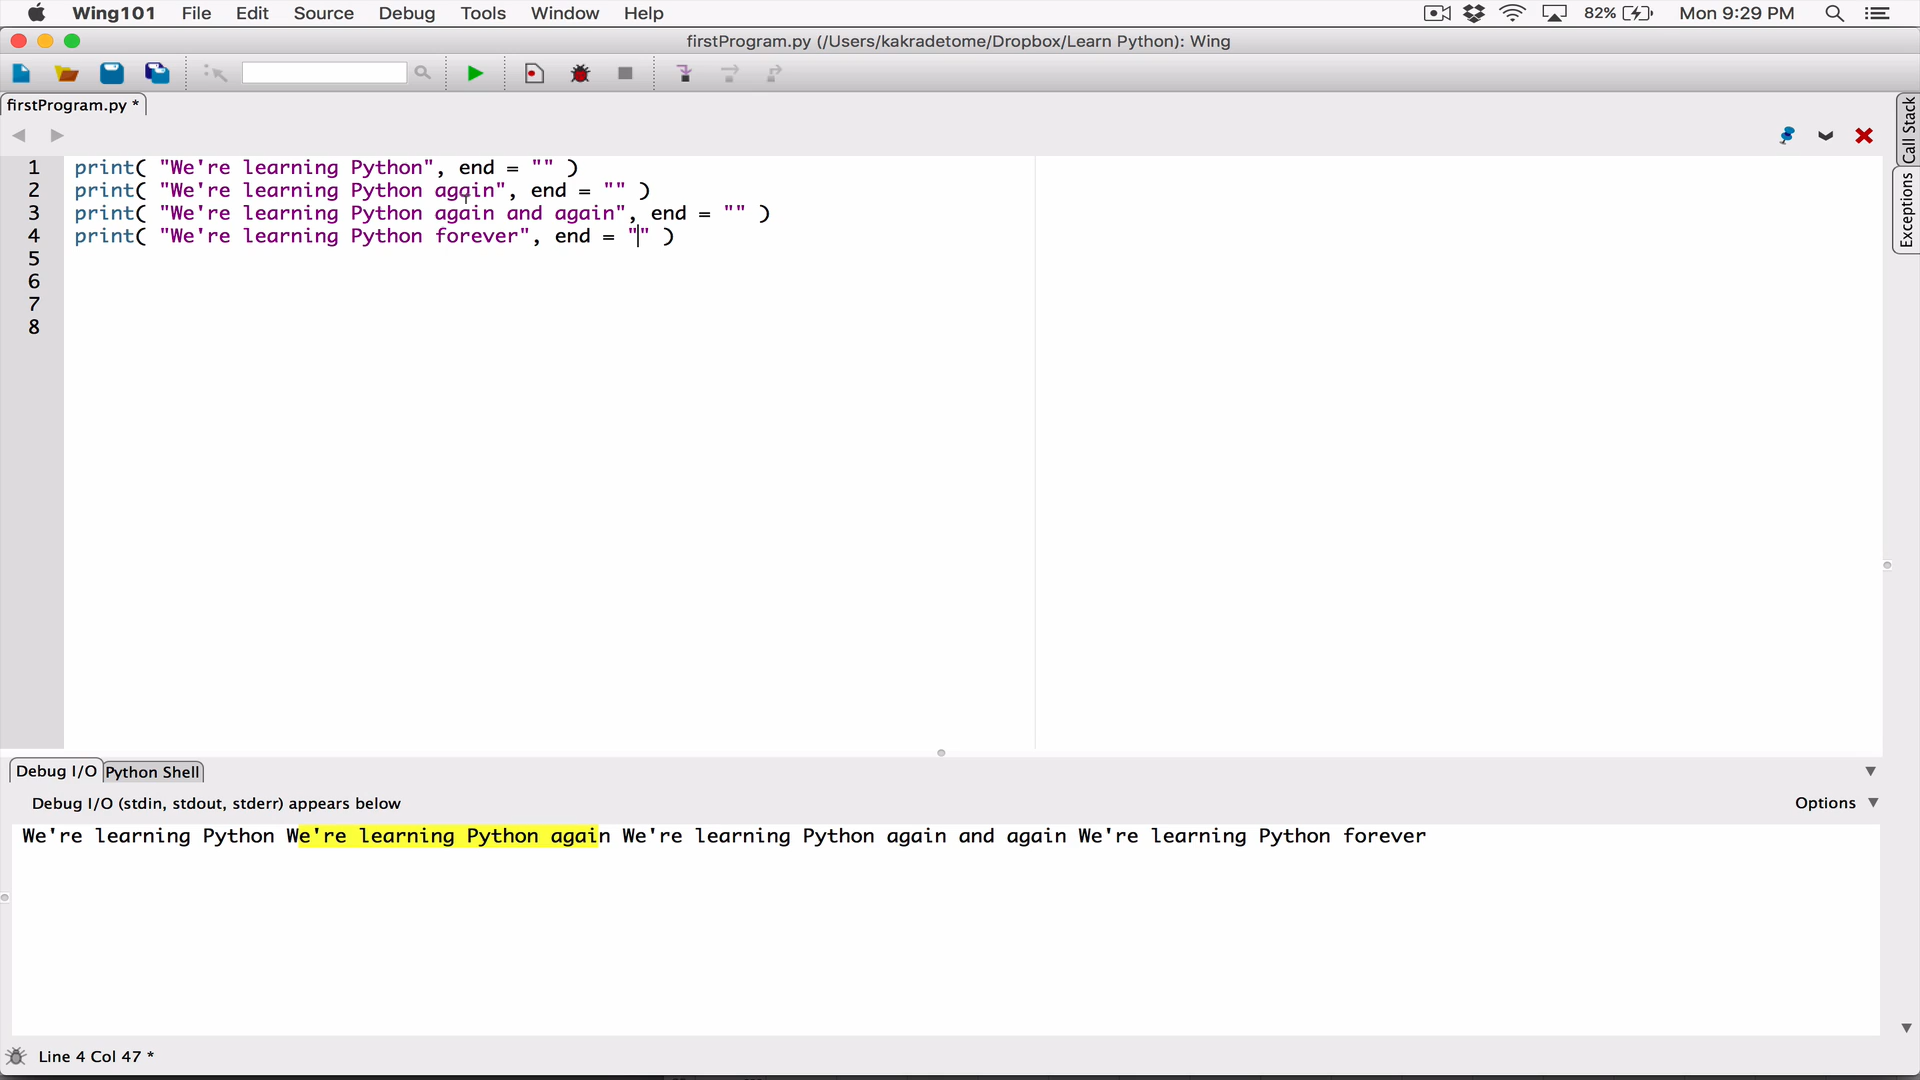 Wing101 File Edit Source Debug Tools Window Help 82% Mon 9:29 PM
firstProgram.py (/Users/kakradetome/Dropbox/Learn Python): Wing
firstProgram.py *
Call Stack
Exceptions
1 print( "We're learning Python", end = "" )
2 print( "We're learning Python again", end = "" )
3 print( "We're learning Python again and again", end = "" )
4 print( "We're learning Python forever", end = "" )
5
6
7
8
Debug I/O Python Shell
Debug I/O (stdin, stdout, stderr) appears below Options
We're learning Python We're learning Python again We're learning Python again and again We're learning Python forever
Line 4 Col 47 *